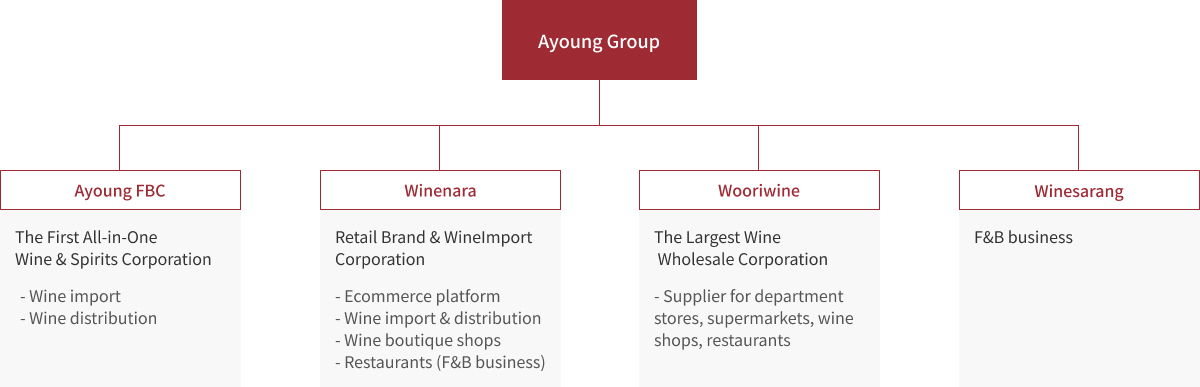 Ayoung Group
Ayoung FBC
The First All-in-One
Wine & Spirits Corporation
- Wine import
- Wine distribution
Winenara
Retail Brand & WineImport
Corporation
- Ecommerce platform
- Wine import & distribution
- Wine boutique shops
- Restaurants (F&B business)
Wooriwine
The Largest Wine
Wholesale Corporation
- Supplier for department
stores, supermarkets, wine
shops, restaurants
Winesarang
F&B business